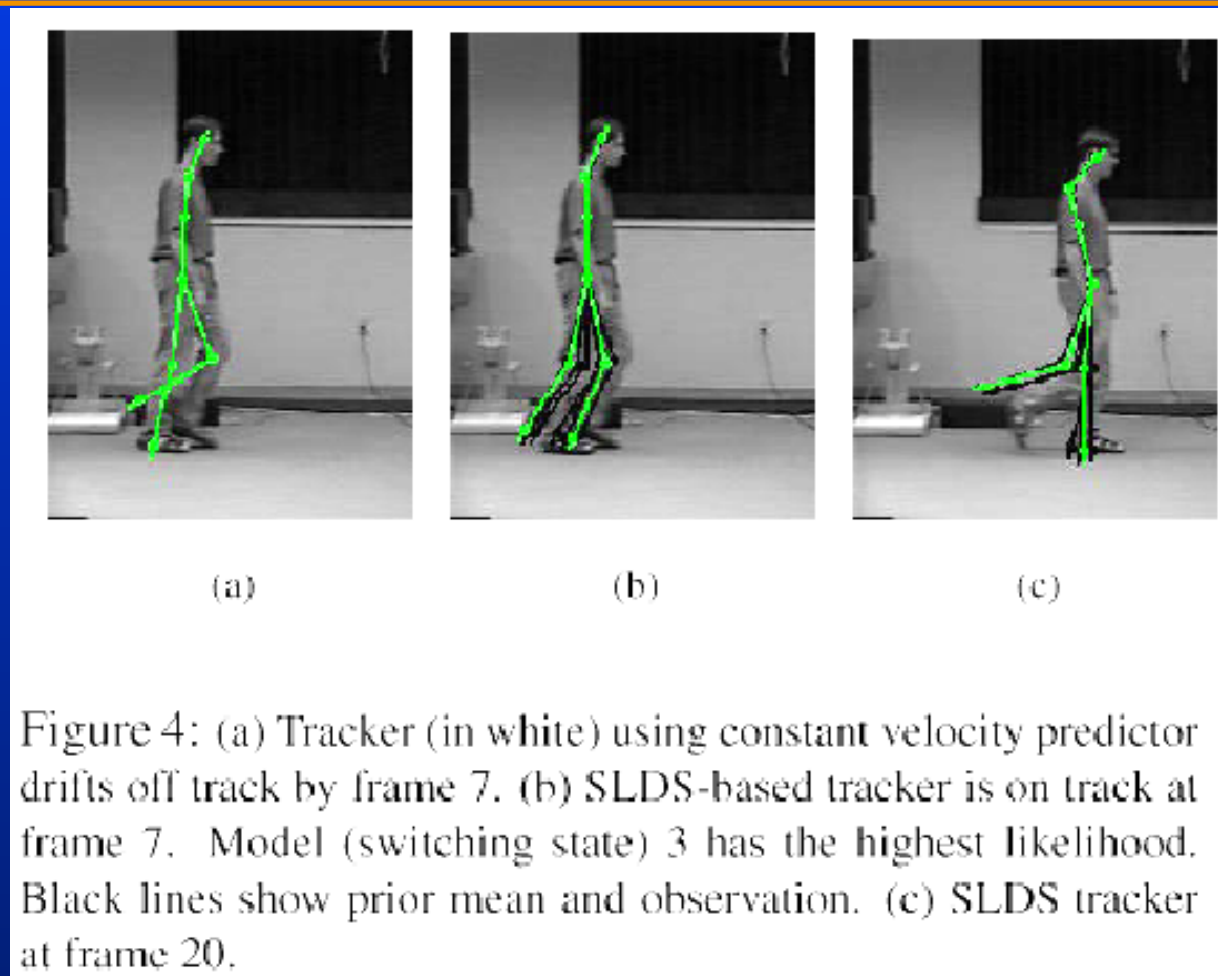 (a) (b) (c)
Figure 4: (a) Tracker (in white) using constant velocity predictor
drifts off track by frame 7. (b) SLDS-based tracker is on track at
frame 7. Model (switching state) 3 has the highest likelihood.
Black lines show prior mean and observation. (c) SLDS tracker
at frame 20.